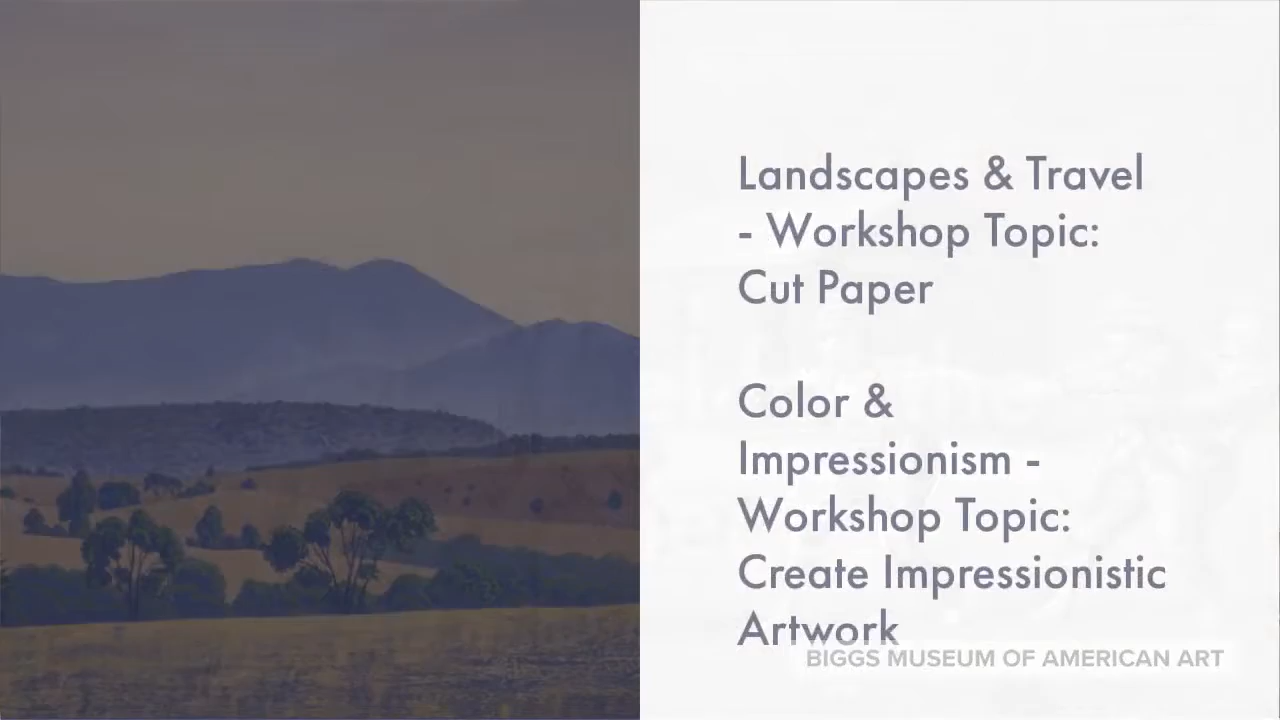 Landscapes & Travel
- Workshop Topic:
Cut Paper
Color &
Impressionism -
Workshop Topic:
Create Impressionistic
Artwork
BIGGS MUSEUM OF AMERICAN ART